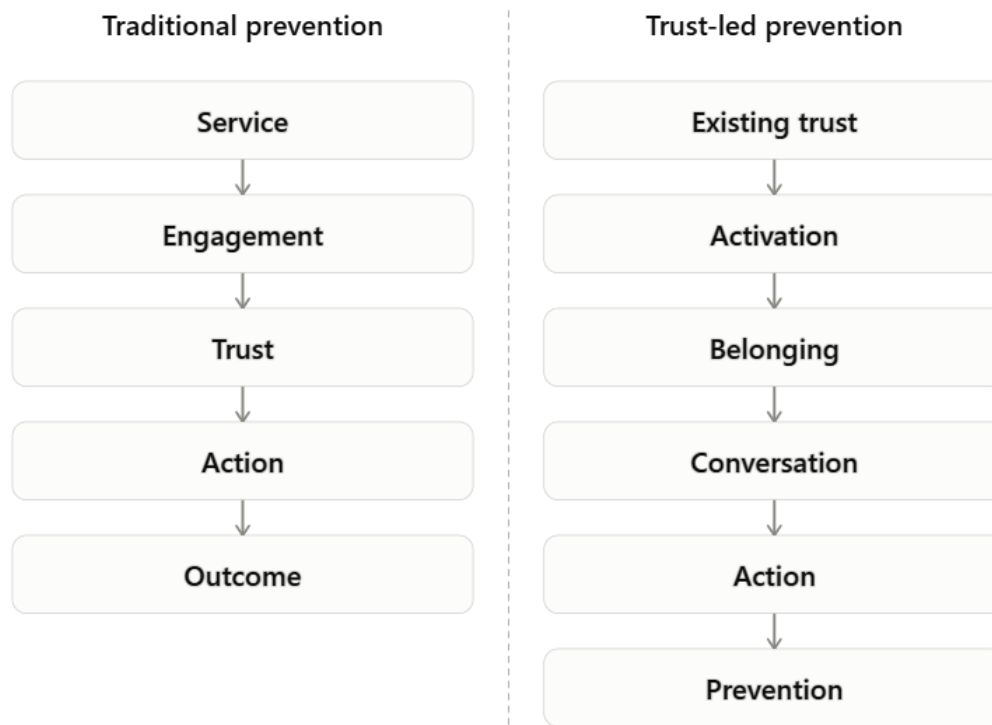 Traditional prevention
Service
Engagement
Trust
Action
Outcome
Trust-led prevention
Existing trust
Activation
Belonging
Conversation
Action
Prevention